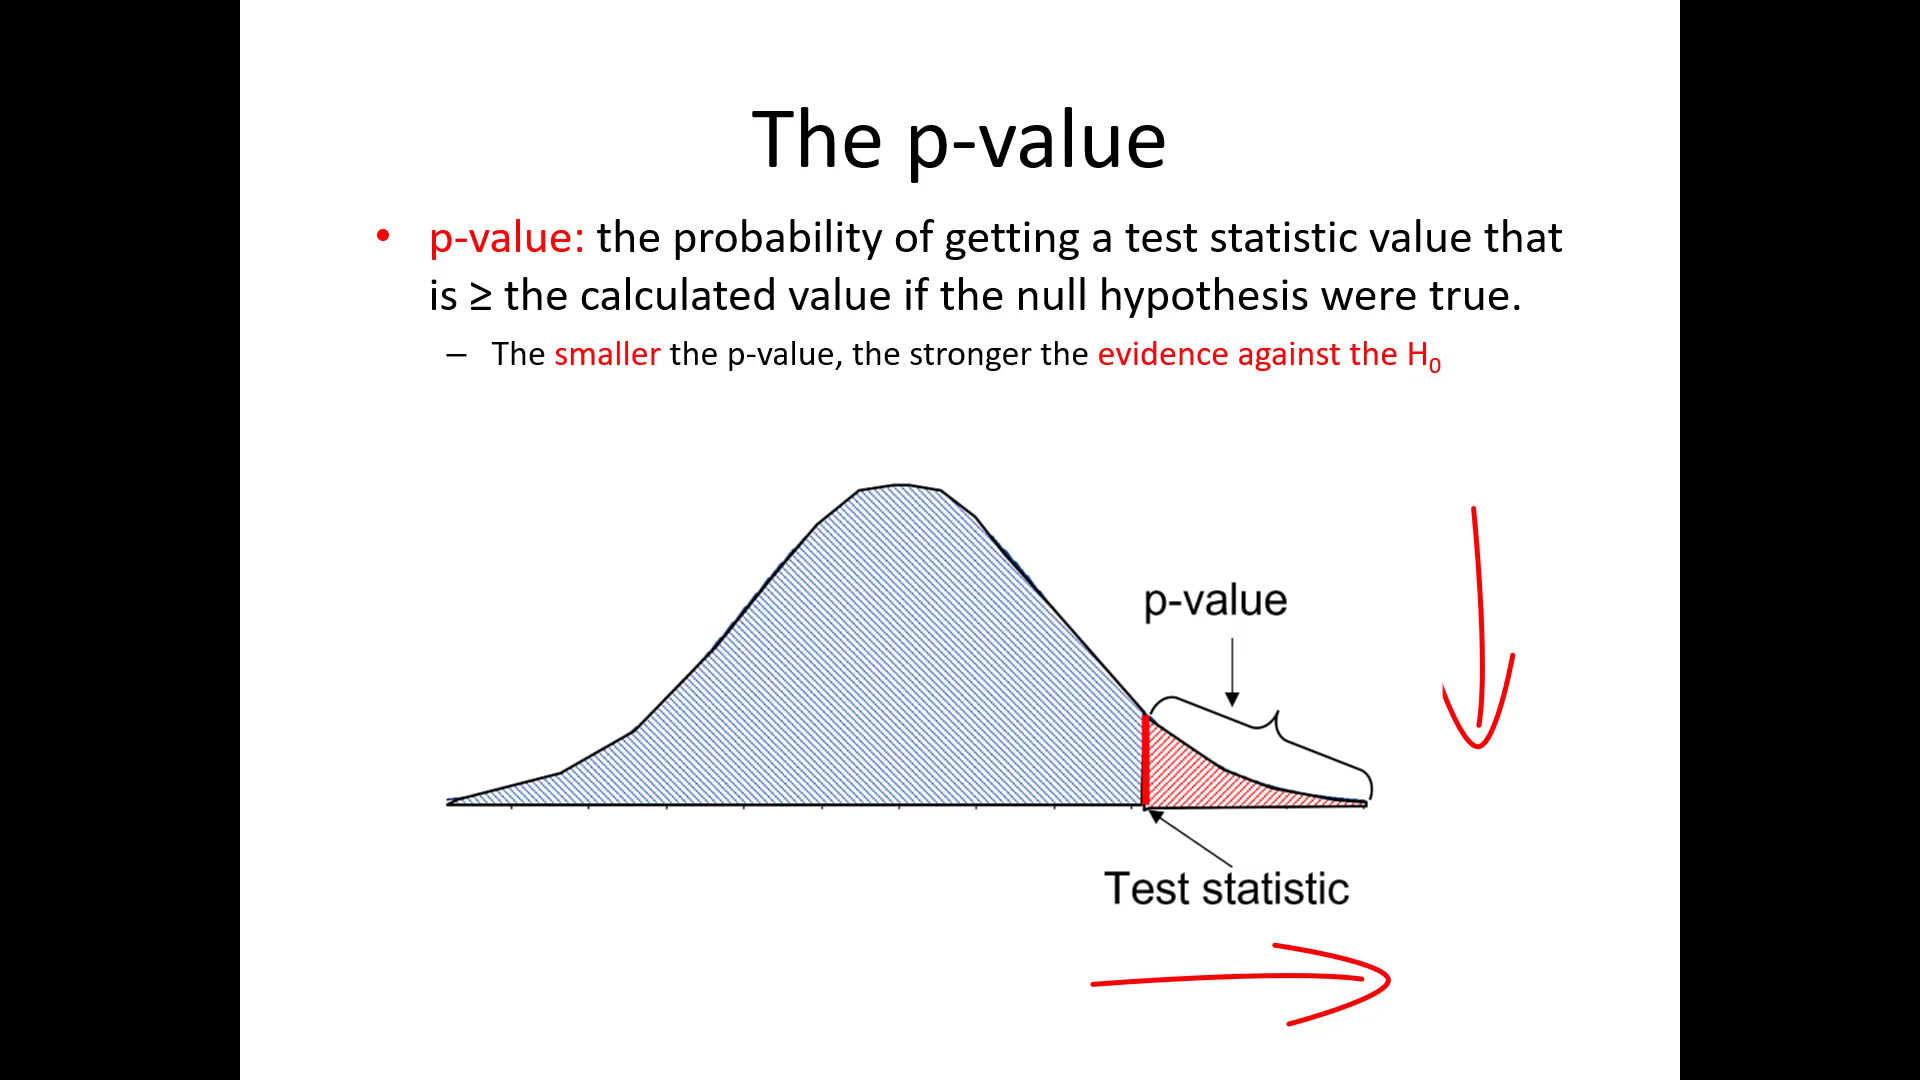 The p-value
• p-value: the probability of getting a test statistic value that
is ≥ the calculated value if the null hypothesis were true.
– The smaller the p-value, the stronger the evidence against the H₀
p-value
Test statistic